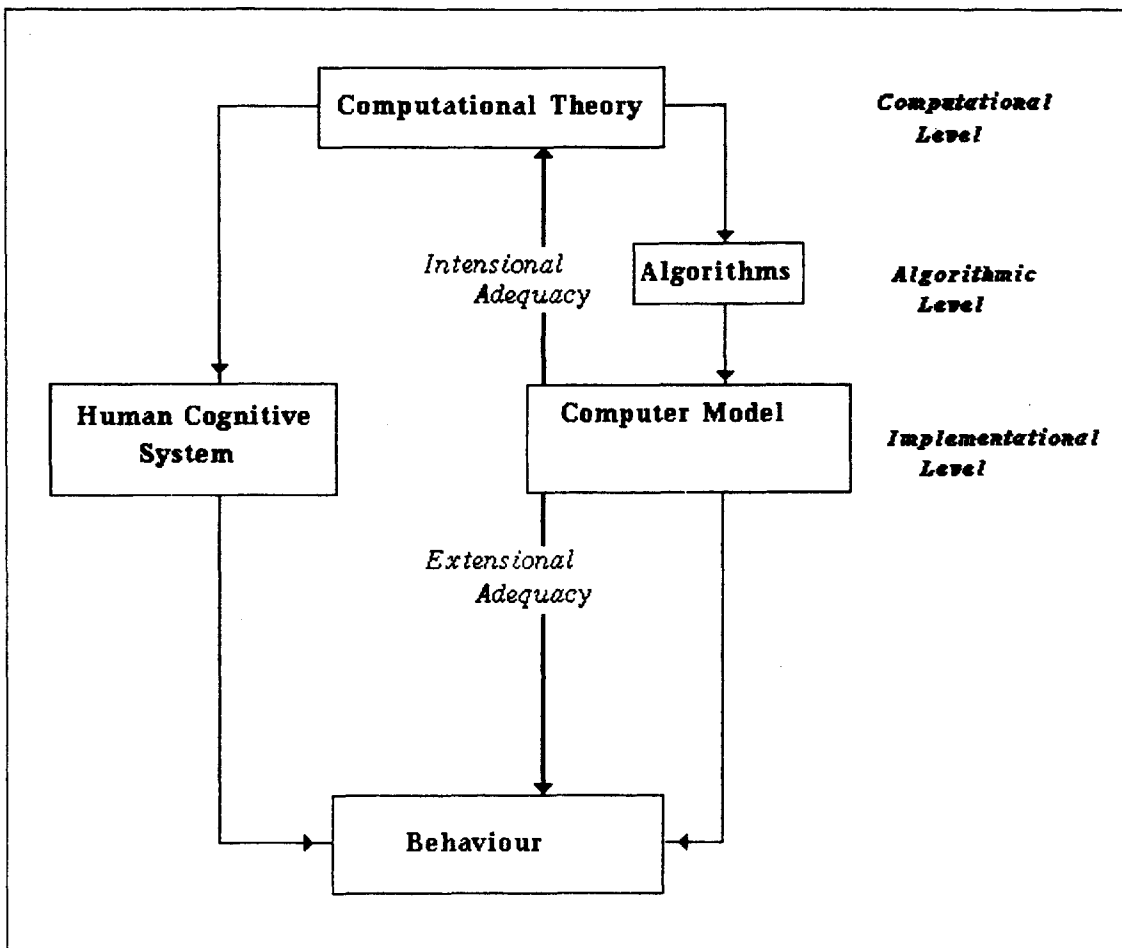 Computational Theory
Computational
Level
Intensional
Adequacy
Algorithms
Algorithmic
Level
Human Cognitive
System
Computer Model
Implementational
Level
Extensional
Adequacy
Behaviour